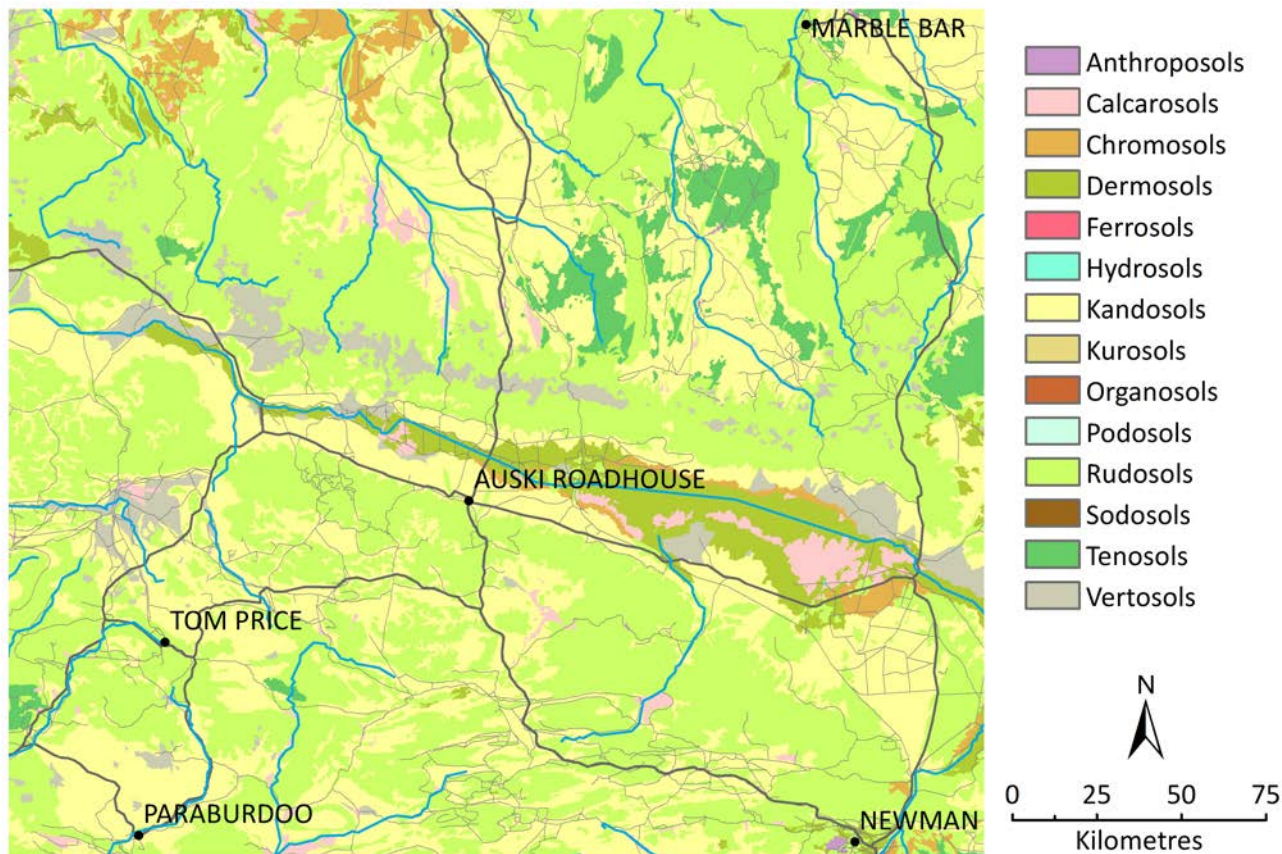 MARBLE BAR
AUSKI ROADHOUSE
TOM PRICE
PARABURDOO
NEWMAN
Anthroposols
Calcarosols
Chromosols
Dermosols
Ferrosols
Hydrosols
Kandosols
Kurosols
Organosols
Podosols
Rudosols
Sodosols
Tenosols
Vertosols
N
0 25 50 75
Kilometres